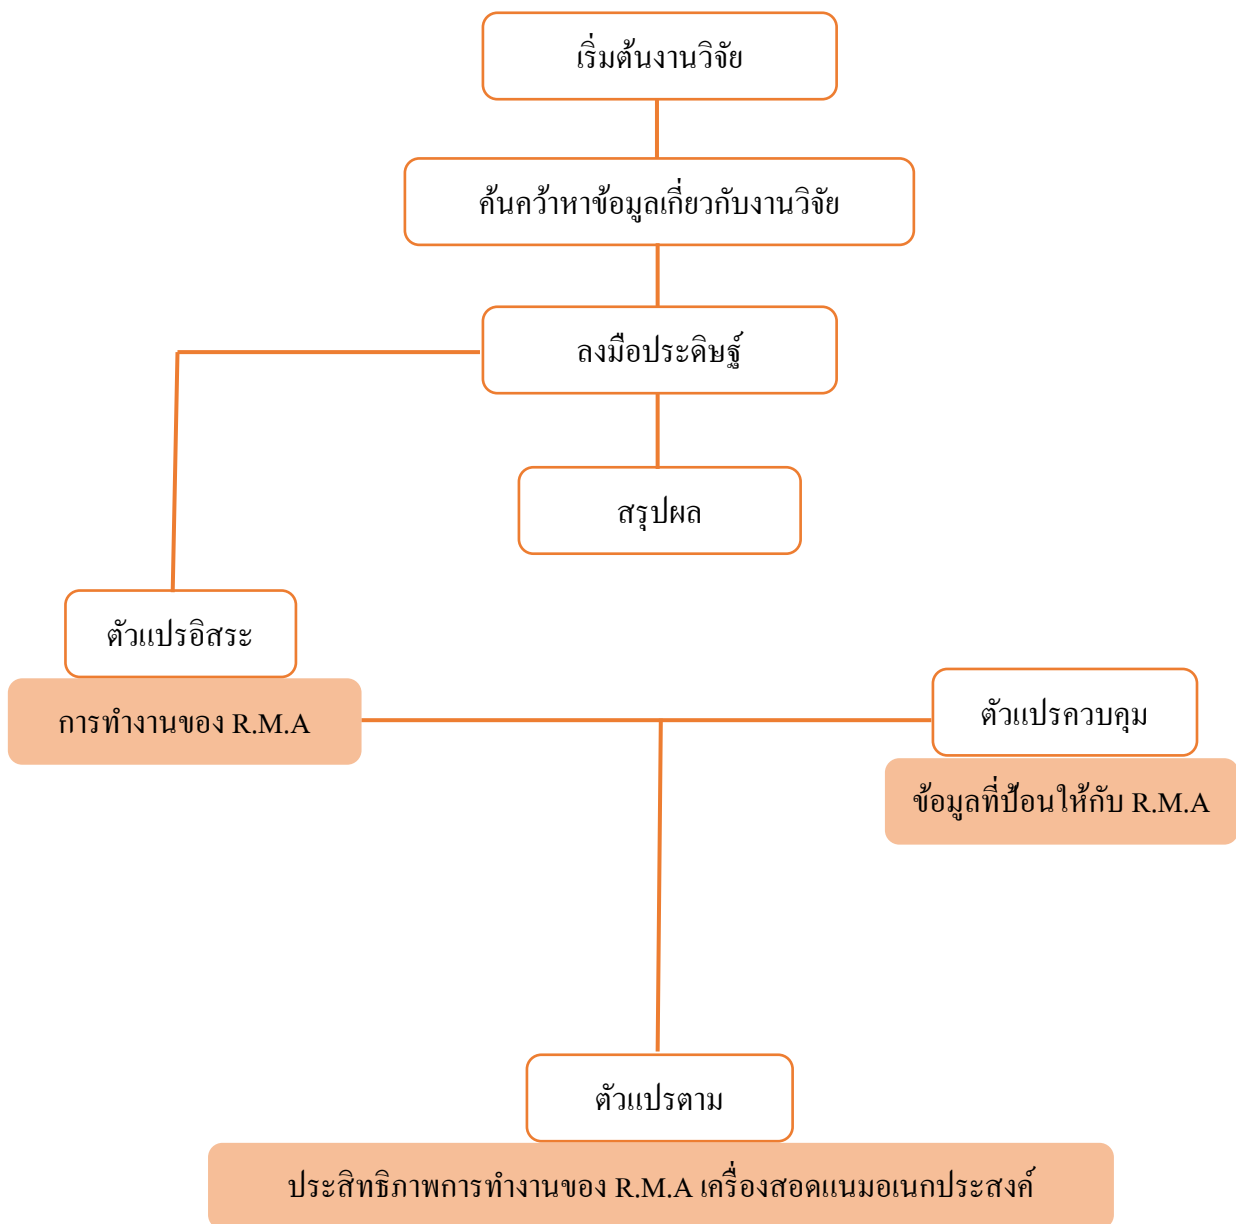 เริ่มต้นงานวิจัย
ค้นคว้าหาข้อมูลเกี่ยวกับงานวิจัย
ลงมือประดิษฐ์
สรุปผล
ตัวแปรอิสระ
การทำงานของ R.M.A
ตัวแปรควบคุม
ข้อมูลที่ป้อนให้กับ R.M.A
ตัวแปรตาม
ประสิทธิภาพการทำงานของ R.M.A เครื่องสอดแนมอเนกประสงค์